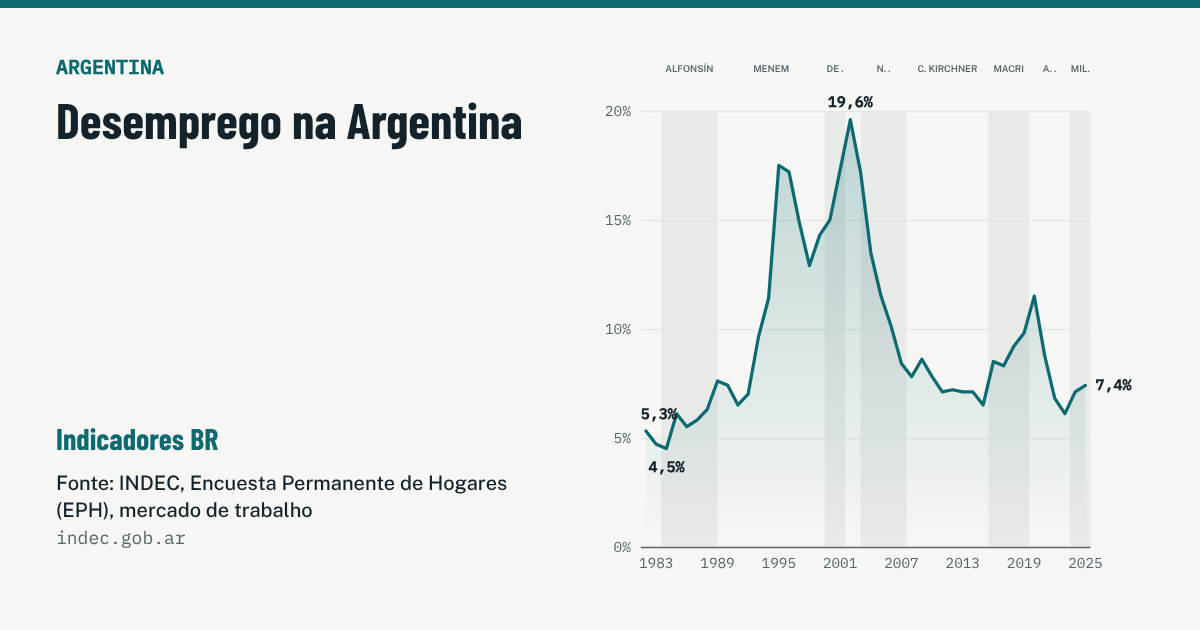 ARGENTINA
Desemprego na Argentina
Indicadores BR
Fonte: INDEC, Encuesta Permanente de Hogares
(EPH), mercado de trabalho
indec.gob.ar
ALFONSÍN MENEM DE. N.. C. KIRCHNER MACRI A.. MIL.
19,6%
20%
15%
10%
7,4%
5,3%
5%
4,5%
0%
1983 1989 1995 2001 2007 2013 2019 2025